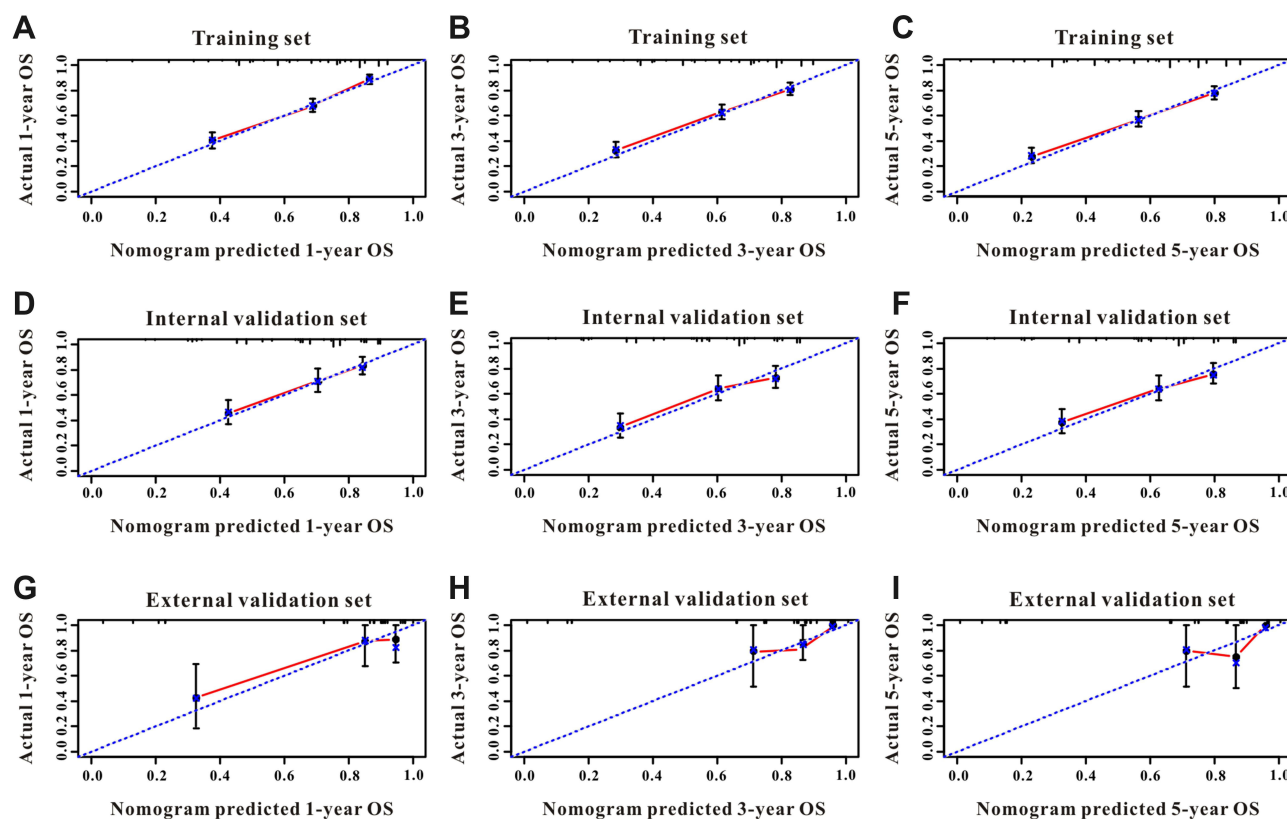 A
Training set
Actual 1-year OS
0.0 0.2 0.4 0.6 0.8 1.0
0.0 0.2 0.4 0.6 0.8 1.0
Nomogram predicted 1-year OS
B
Training set
Actual 3-year OS
0.0 0.2 0.4 0.6 0.8 1.0
0.0 0.2 0.4 0.6 0.8 1.0
Nomogram predicted 3-year OS
C
Training set
Actual 5-year OS
0.0 0.2 0.4 0.6 0.8 1.0
0.0 0.2 0.4 0.6 0.8 1.0
Nomogram predicted 5-year OS
D
Internal validation set
Actual 1-year OS
0.0 0.2 0.4 0.6 0.8 1.0
0.0 0.2 0.4 0.6 0.8 1.0
Nomogram predicted 1-year OS
E
Internal validation set
Actual 3-year OS
0.0 0.2 0.4 0.6 0.8 1.0
0.0 0.2 0.4 0.6 0.8 1.0
Nomogram predicted 3-year OS
F
Internal validation set
Actual 5-year OS
0.0 0.2 0.4 0.6 0.8 1.0
0.0 0.2 0.4 0.6 0.8 1.0
Nomogram predicted 5-year OS
G
External validation set
Actual 1-year OS
0.0 0.2 0.4 0.6 0.8 1.0
0.0 0.2 0.4 0.6 0.8 1.0
Nomogram predicted 1-year OS
H
External validation set
Actual 3-year OS
0.0 0.2 0.4 0.6 0.8 1.0
0.0 0.2 0.4 0.6 0.8 1.0
Nomogram predicted 3-year OS
I
External validation set
Actual 5-year OS
0.0 0.2 0.4 0.6 0.8 1.0
0.0 0.2 0.4 0.6 0.8 1.0
Nomogram predicted 5-year OS